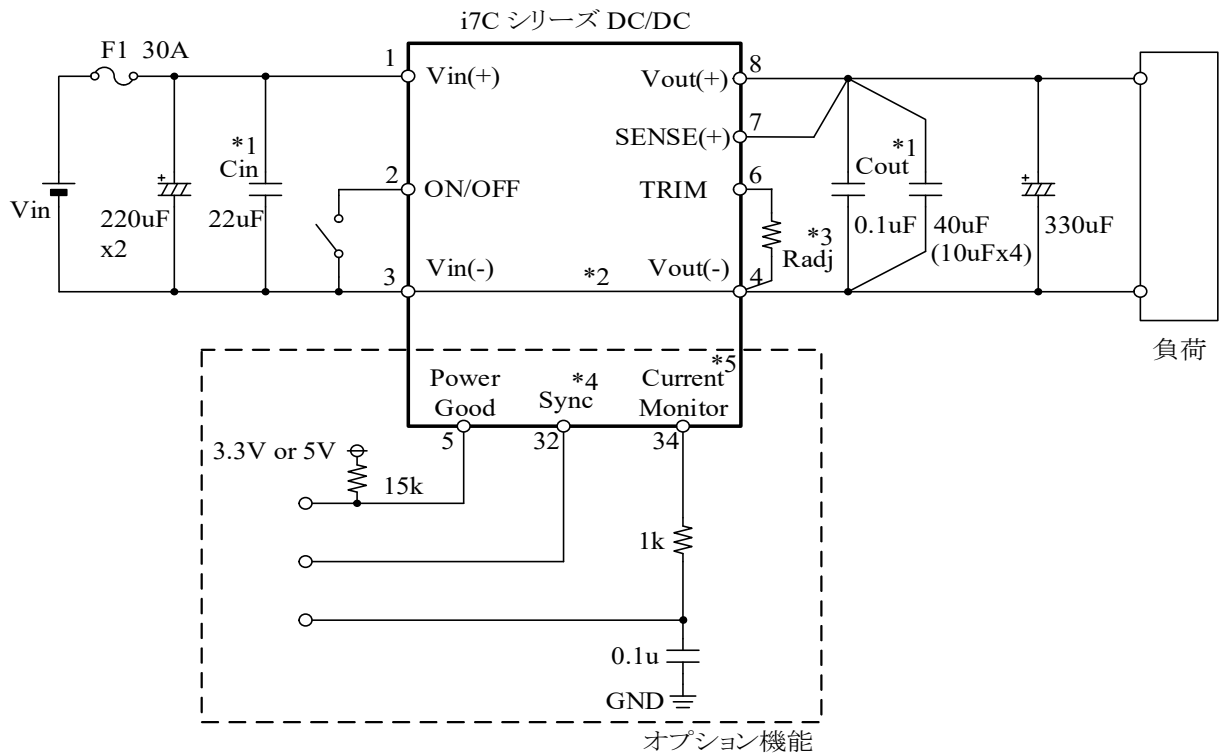 i7C シリーズ DC/DC
F1 30A
1
Vin(+)
Vout(+)
8
SENSE(+)
7
*1
Cin
2
ON/OFF
TRIM
6
*1
Cout
Vin
220uF
x2
22uF
*3
Radj
0.1uF
40uF
(10uFx4)
330uF
3
Vin(-)
*2
Vout(-)
4
負荷
Power
Good
*4
Sync
*5
Current
Monitor
5
32
34
3.3V or 5V
15k
1k
0.1u
GND
オプション機能